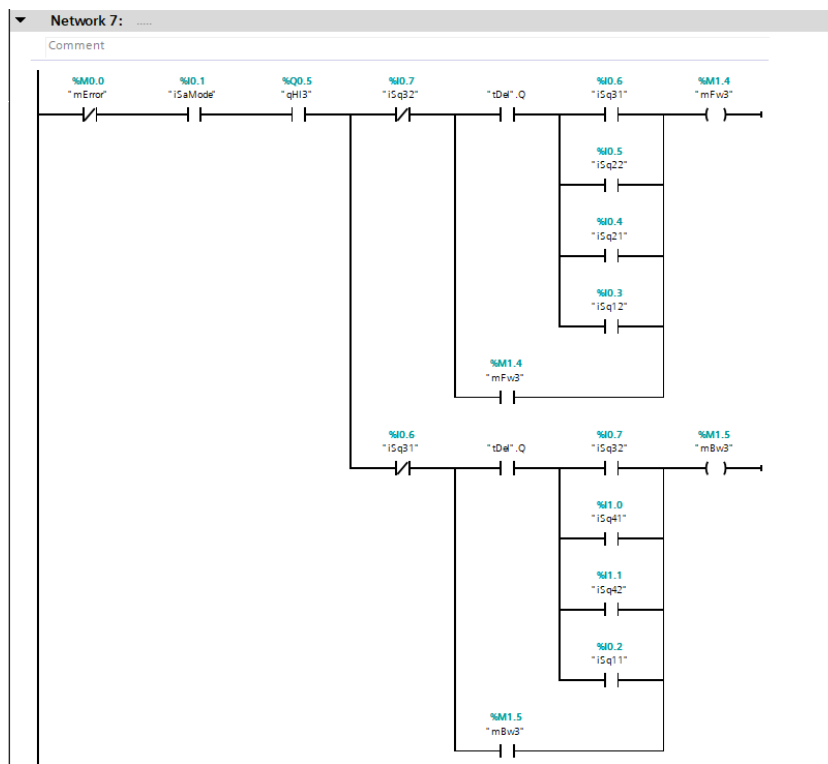 Network 7: .....
Comment
%M0.0 %I0.1 %Q0.5 %I0.7 %I0.6 %M1.4
"mError" "iSaMode" "qHl3" "iSq32" "tDel".Q "iSq31" "mFw3"
%I0.5
"iSq22"
%I0.4
"iSq21"
%I0.3
"iSq12"
%M1.4
"mFw3"
%I0.6 %I0.7 %M1.5
"iSq31" "tDel".Q "iSq32" "mBw3"
%I1.0
"iSq41"
%I1.1
"iSq42"
%I0.2
"iSq11"
%M1.5
"mBw3"